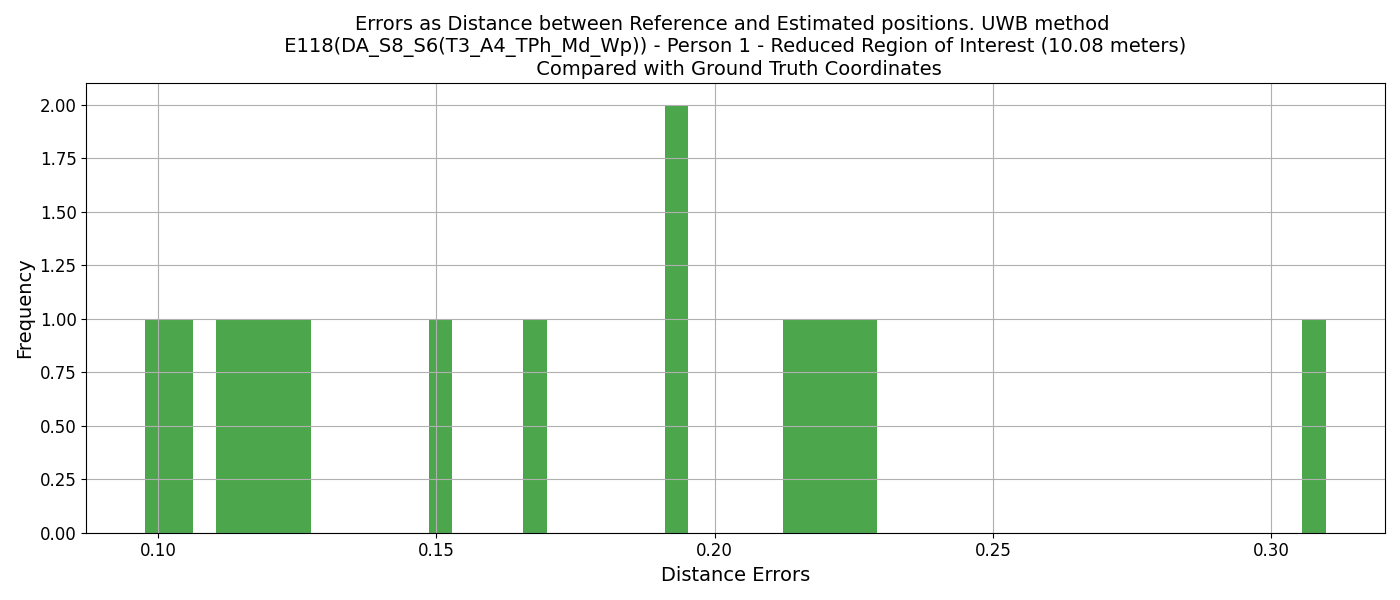 Errors as Distance between Reference and Estimated positions. UWB method
E118(DA_S8_S6(T3_A4_TPh_Md_Wp)) - Person 1 - Reduced Region of Interest (10.08 meters)
Compared with Ground Truth Coordinates
2.00
1.75
1.50
1.25
1.00
0.75
0.50
0.25
0.00
Frequency
0.10 0.15 0.20 0.25 0.30
Distance Errors